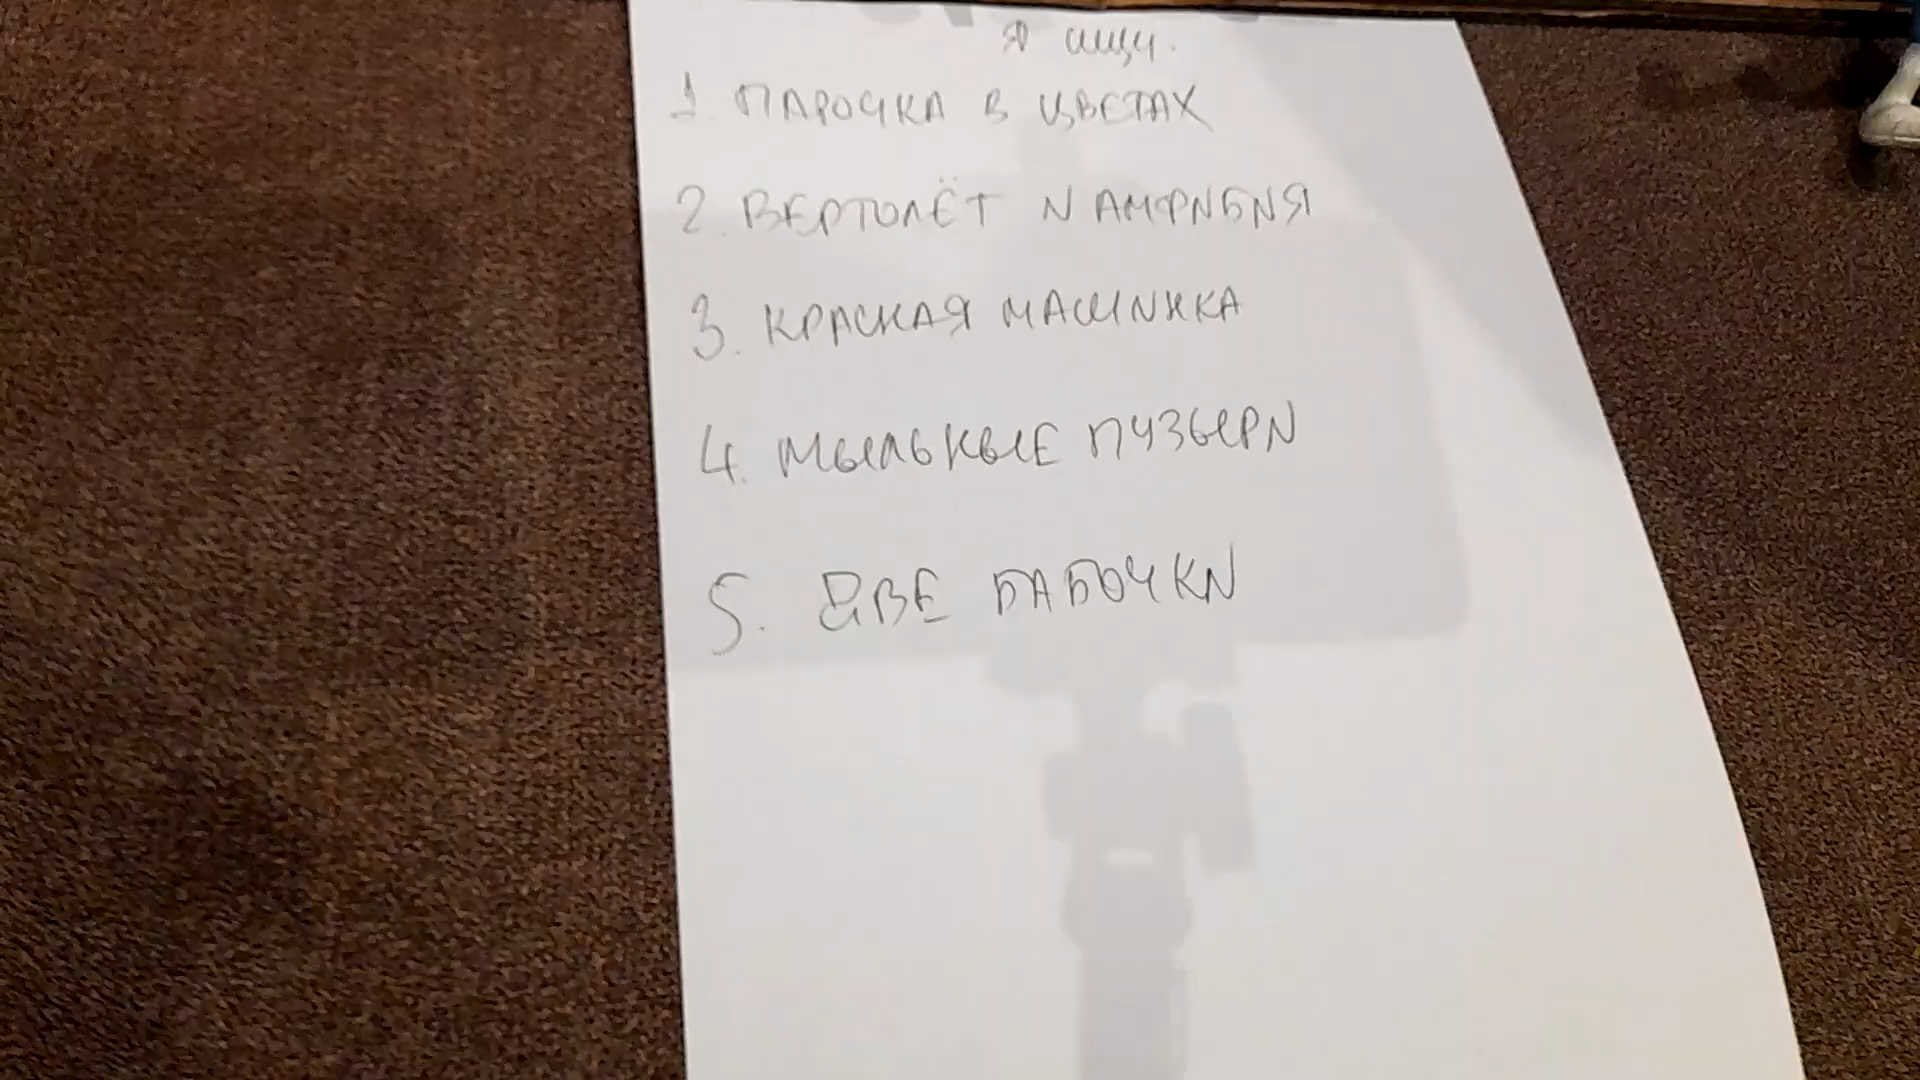 Я ищу.
1. ПАРОЧКА В ЦВЕТАХ
2. ВЕРТОЛЁТ И АМФИБИЯ
3. КРАСНАЯ МАШИНКА
4. МЫЛЬНЫЕ ПУЗЫРИ
5. ДВЕ БАБОЧКИ